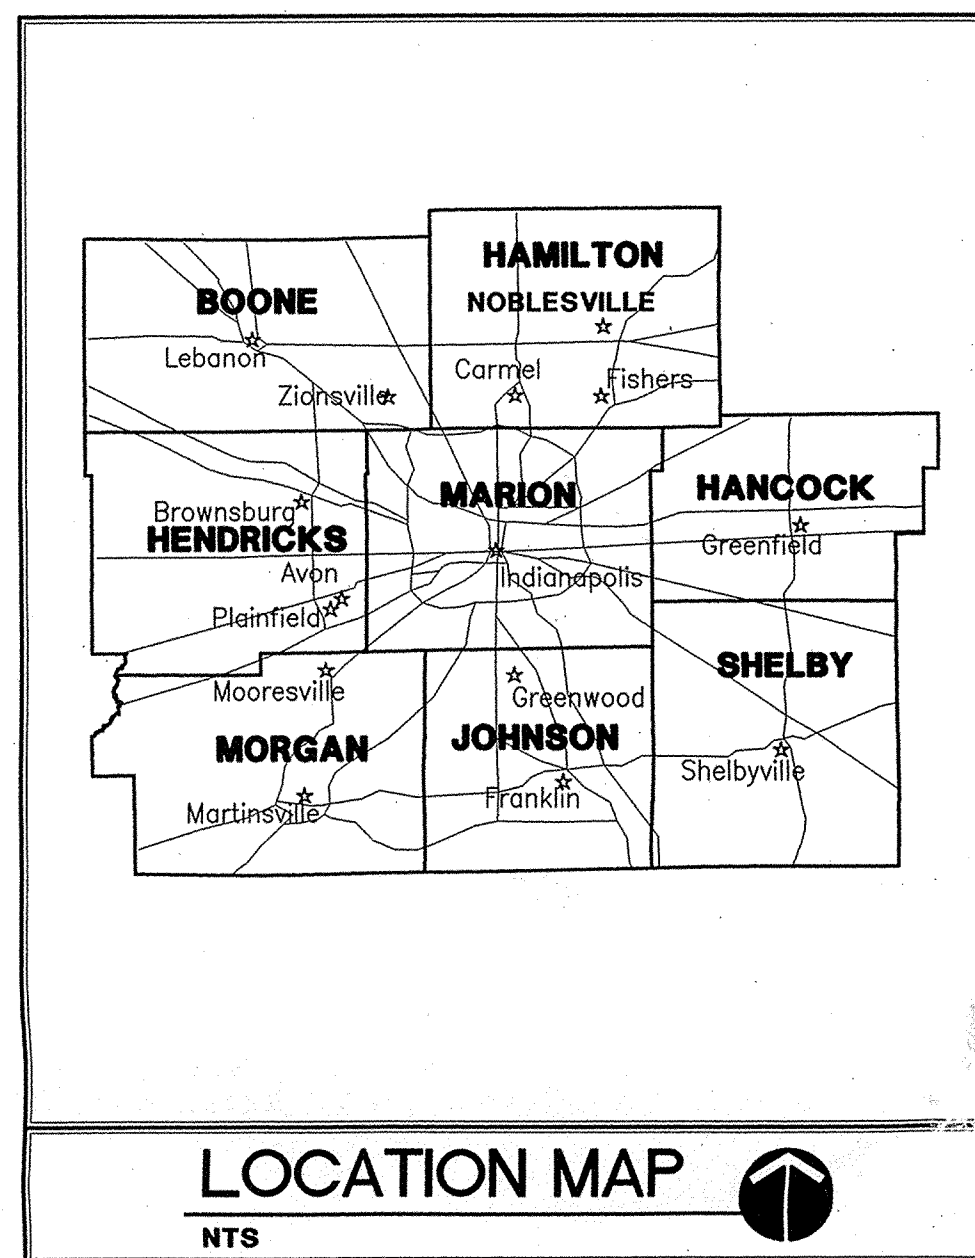 HAMILTON
BOONE
NOBLESVILLE
Lebanon
Carmel
Fishers
Zionsville
MARION
HANCOCK
Brownsburg
HENDRICKS
Greenfield
Avon
Indianapolis
Plainfield
SHELBY
Mooresville
Greenwood
MORGAN
JOHNSON
Shelbyville
Franklin
Martinsville
LOCATION MAP
NTS